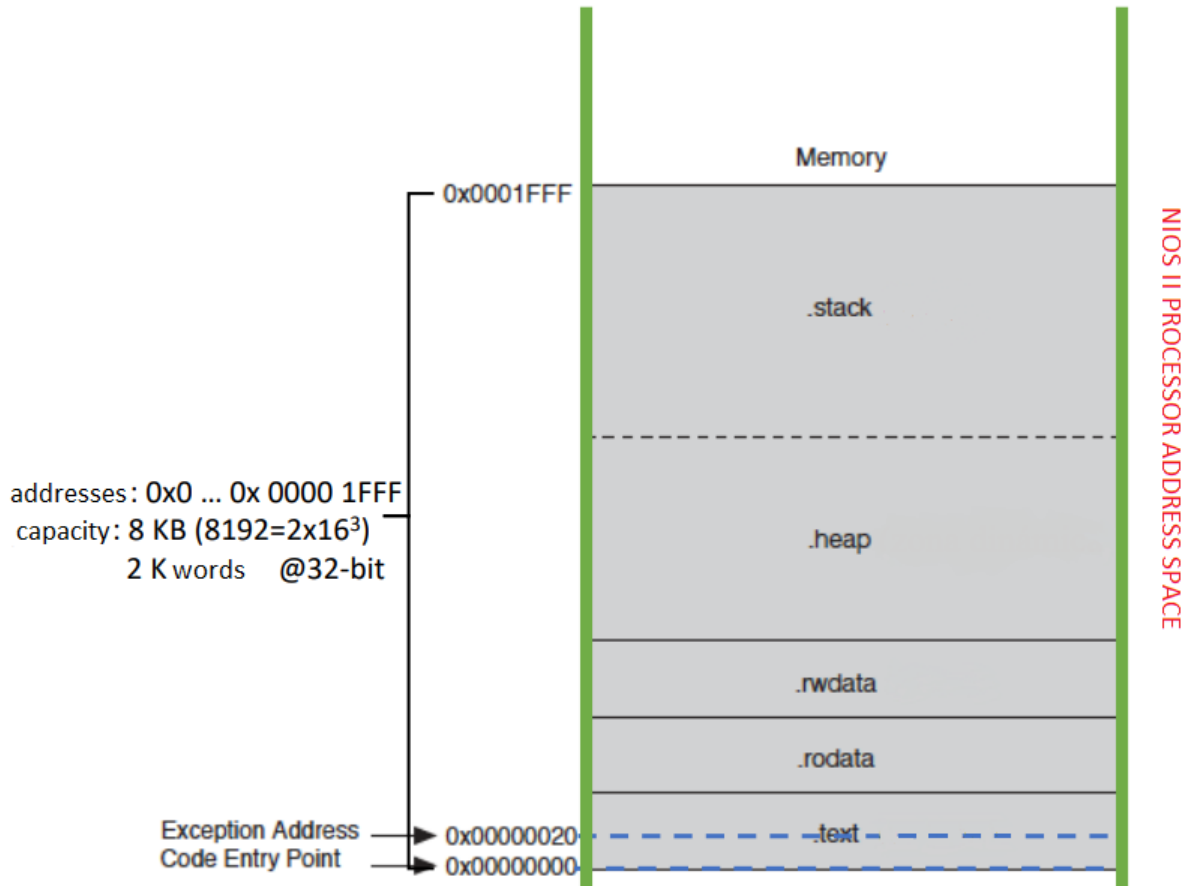 Memory
0x0001FFF
.stack
addresses: 0x0 ... 0x 0000 1FFF
capacity: 8 KB (8192=2x16³)
2 K words @32-bit
.heap
.rwdata
.rodata
Exception Address 0x00000020 .text
Code Entry Point 0x00000000
NIOS II PROCESSOR ADDRESS SPACE